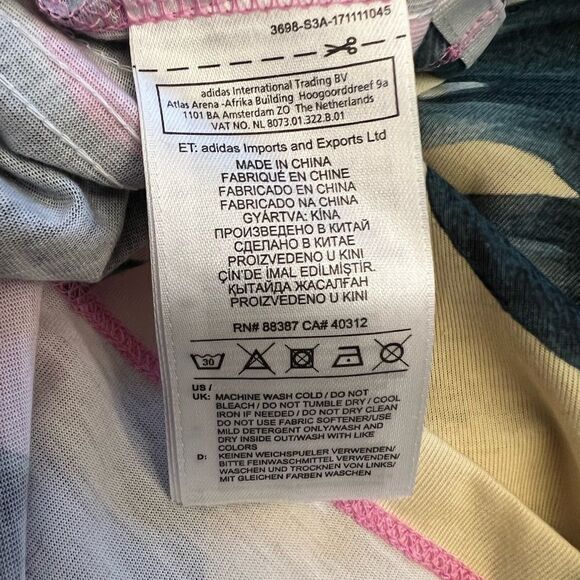 3698-S3A-171111045
adidas International Trading BV
Atlas Arena -Afrika Building Hoogoorddreef 9a
1101 BA Amsterdam ZO The Netherlands
VAT NO. NL 8073.01.322.B.01
ET: adidas Imports and Exports Ltd
MADE IN CHINA
FABRIQUÉ EN CHINE
FABRICADO EN CHINA
FABRICADO NA CHINA
GYÁRTVA: KÍNA
ПРОИЗВЕДЕНО В КИТАЙ
СДЕЛАНО В КИТАЕ
PROIZVEDENO U KINI
ÇİN'DE IMAL EDİLMİŞTİR.
ҚЫТАЙДА ЖАСАЛҒАН
PROIZVEDENO U KINI
RN# 88387 CA# 40312
30
US /
UK: MACHINE WASH COLD / DO NOT
BLEACH / DO NOT TUMBLE DRY / COOL
IRON IF NEEDED / DO NOT DRY CLEAN
DO NOT USE FABRIC SOFTENER/USE
MILD DETERGENT ONLY/WASH AND
DRY INSIDE OUT/WASH WITH LIKE
COLORS
D: KEINEN WEICHSPUELER VERWENDEN/
BITTE FEINWASCHMITTEL VERWENDEN/
WASCHEN UND TROCKNEN VON LINKS/
MIT GLEICHEN FARBEN WASCHEN